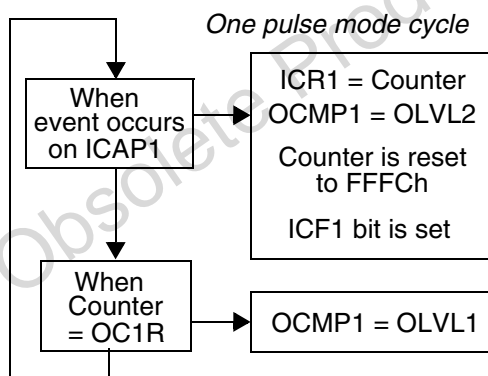 One pulse mode cycle
When
event occurs
on ICAP1
ICR1 = Counter
OCMP1 = OLVL2
Counter is reset
to FFFCh
ICF1 bit is set
When
Counter
= OC1R
OCMP1 = OLVL1
Obsolete Prod